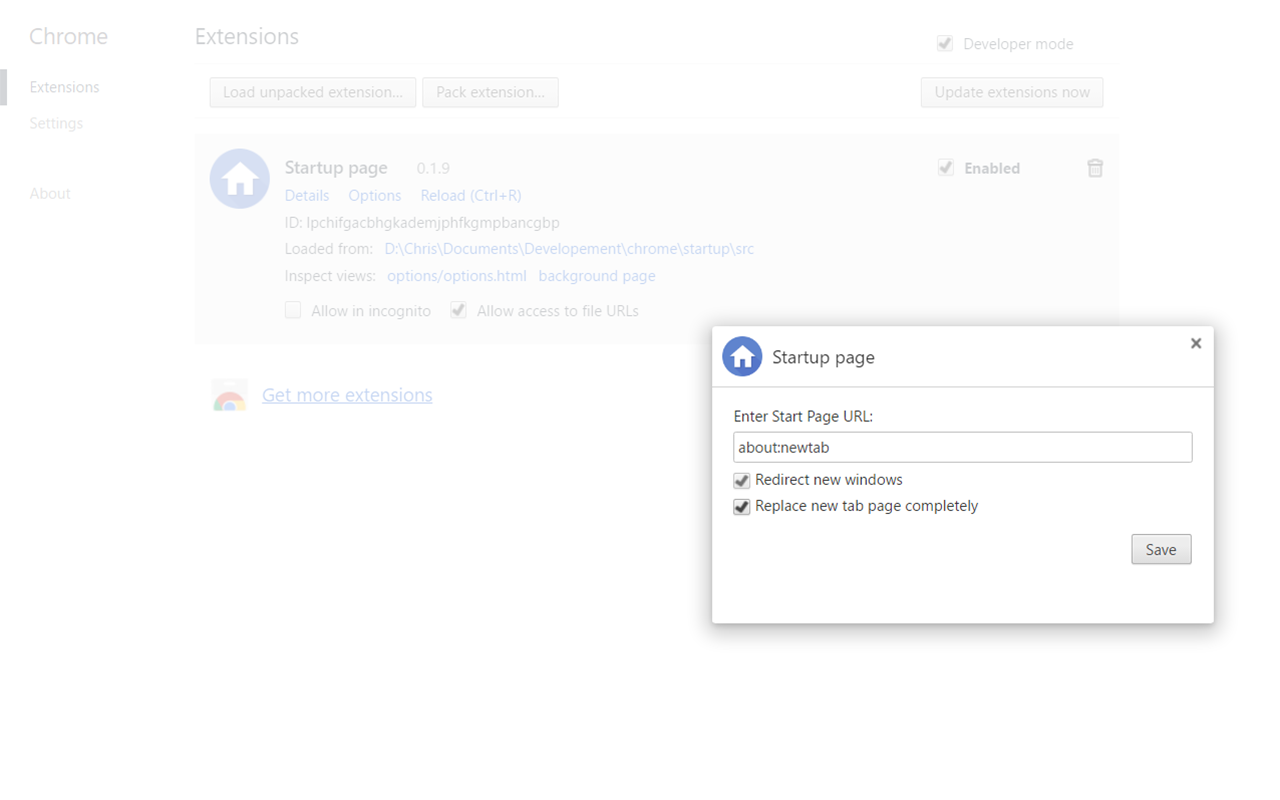 Chrome
Extensions
Settings
About
Extensions
Developer mode
Load unpacked extension...
Pack extension...
Update extensions now
Startup page 0.1.9
Enabled
Details Options Reload (Ctrl+R)
ID: lpchifgacbhgkademjphfkgmpbancgbp
Loaded from: D:\Chris\Documents\Developement\chrome\startup\src
Inspect views: options/options.html background page
Allow in incognito Allow access to file URLs
Get more extensions
Startup page
Enter Start Page URL:
about:newtab
Redirect new windows
Replace new tab page completely
Save